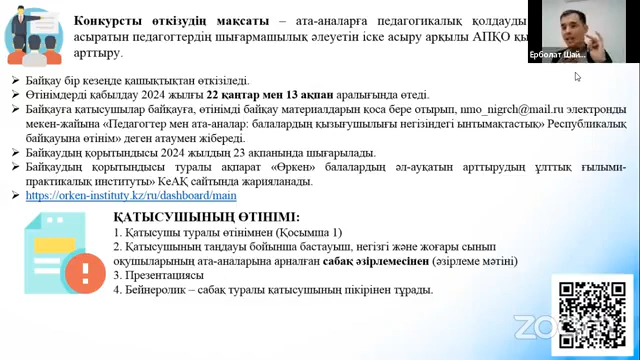 Конкурсты өткізудің мақсаты – ата-аналарға педагогикалық қолдауды
асыратын педагогтердің шығармашылық әлеуетін іске асыру арқылы АПҚО
арттыру.
Ерболат Шай...
➢ Байқау бір кезеңде қашықтықтан өткізіледі.
➢ Өтінімдерді қабылдау 2024 жылғы 22 қаңтар мен 13 ақпан аралығында өтеді.
➢ Байқауға қатысушылар байқауға, өтінімді байқау материалдарын қоса бере отырып, nmo_nigrch@mail.ru электронды
мекен-жайына «Педагогтер мен ата-аналар: балалардың қызығушылығы негізіндегі ынтымақтастық» Республикалық
байқауына өтінім» деген атаумен жібереді.
➢ Байқаудың қорытындысы 2024 жылдың 23 ақпанында шығарылады.
➢ Байқаудың қорытындысы туралы ақпарат «Өркен» балалардың әл-ауқатын арттырудың ұлттық ғылыми-
практикалық институты» КеАҚ сайтында жарияланады.
➢ https://orken-instituty.kz/ru/dashboard/main
ҚАТЫСУШЫНЫҢ ӨТІНІМІ:
1. Қатысушы туралы өтінімнен (Қосымша 1)
2. Қатысушының таңдауы бойынша бастауыш, негізгі және жоғары сынып
оқушыларының ата-аналарына арналған сабақ әзірлемесінен (әзірлеме мәтіні)
3. Презентациясы
4. Бейнеролик – сабақ туралы қатысушының пікірінен тұрады.
zoom